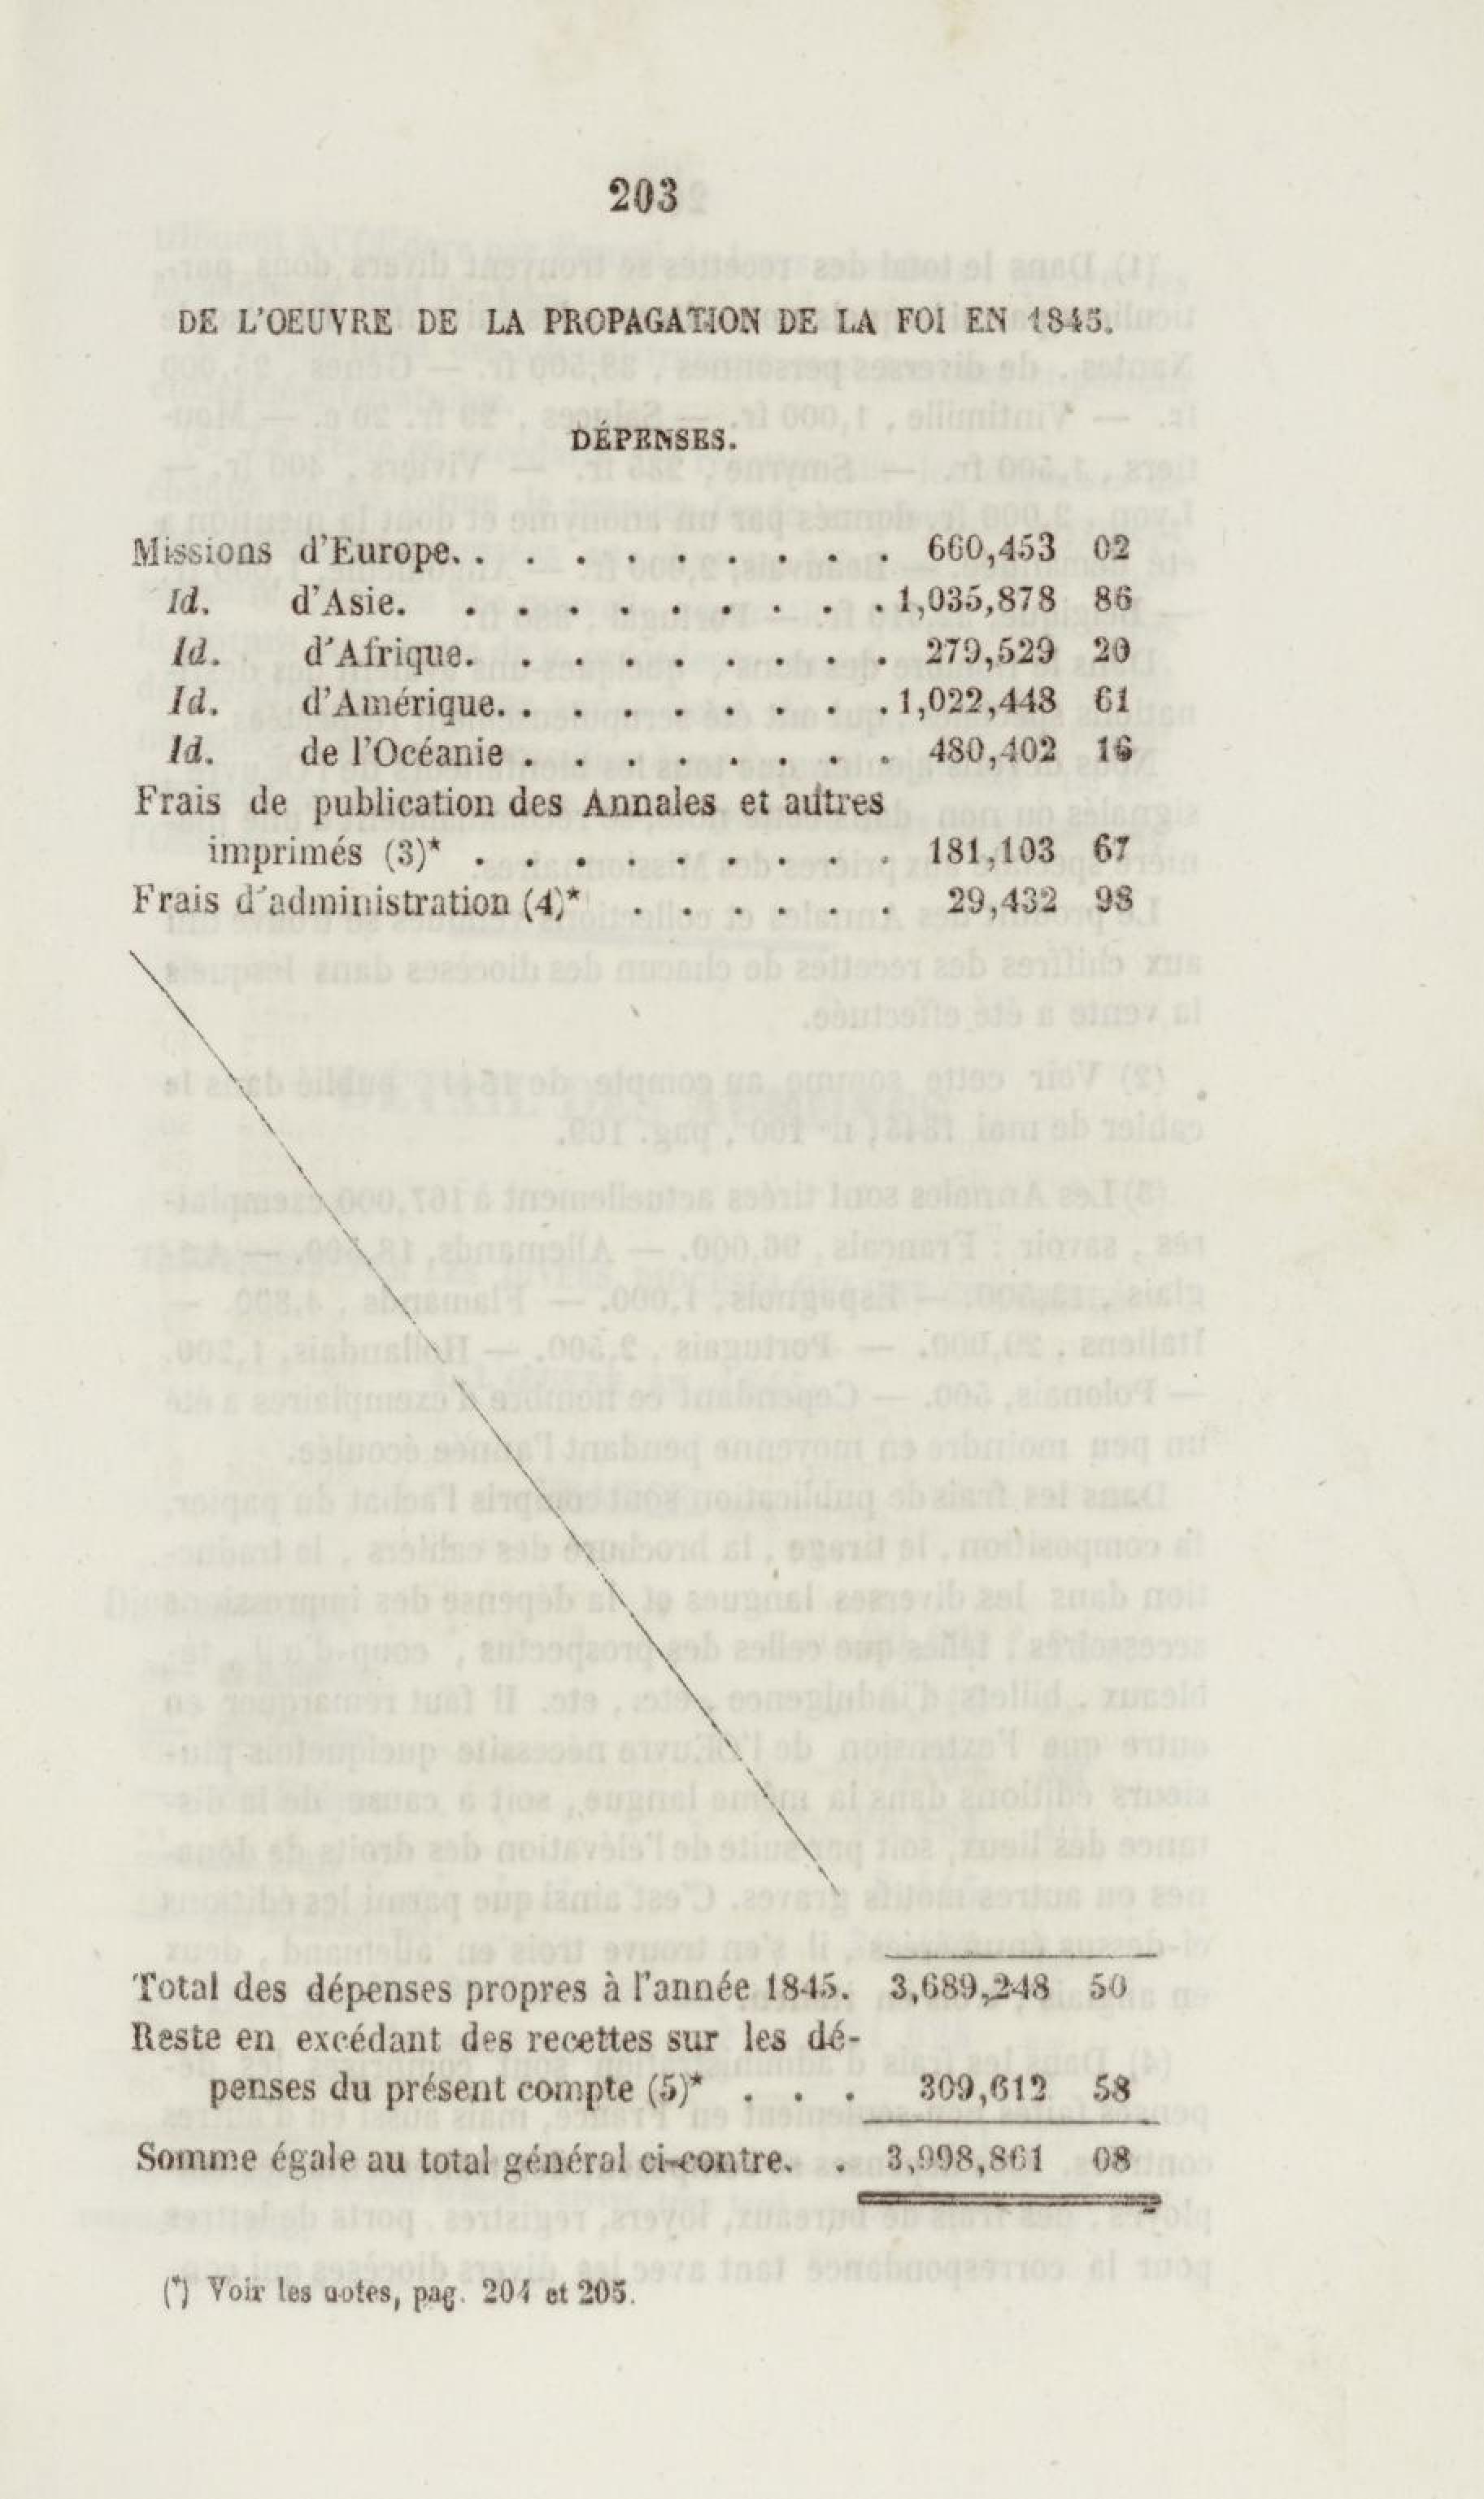 203
DE L'OEUVRE DE LA PROPAGATION DE LA FOI EN 1845.
DÉPENSES.
Missions d'Europe. . . . . . . . . . 660,453 02
Id. d'Asie. . . . . . . . . . . 1,035,878 86
Id. d'Afrique. . . . . . . . . . 279,529 20
Id. d'Amérique. . . . . . . . . . 1,022,448 61
Id. de l'Océanie . . . . . . . . 480,402 16
Frais de publication des Annales et autres
imprimés (3)* . . . . . . . . . 181,103 67
Frais d'administration (4)* . . . . . . 29,432 98
Total des dépenses propres à l'année 1845. 3,689,248 50
Reste en excédant des recettes sur les dé-
penses du présent compte (5)* . . . 309,612 58
Somme égale au total général ci-contre. . 3,998,861 08
(*) Voir les notes, pag. 204 et 205.